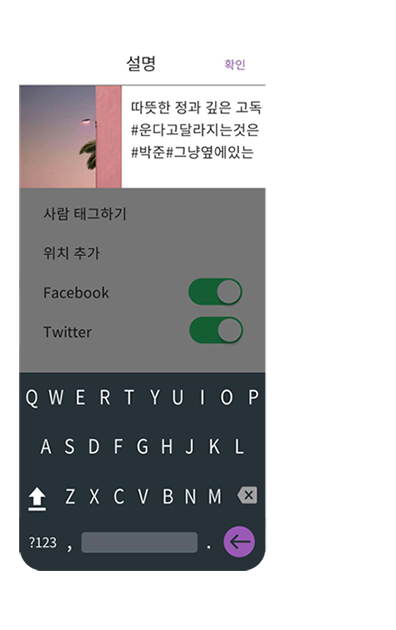 설명
확인
따뜻한 정과 깊은 고독
#운다고달라지는것은
#박준#그냥옆에있는
사람 태그하기
위치 추가
Facebook
Twitter
Q W E R T Y U I O P
A S D F G H J K L
Z X C V B N M
?123 , .